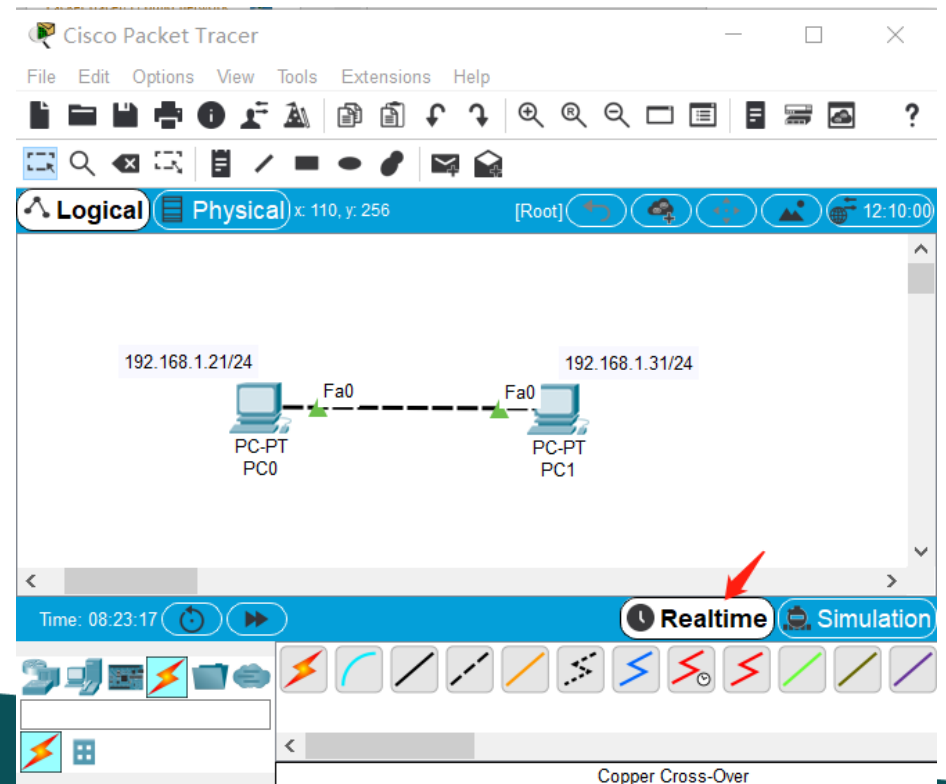 Cisco Packet Tracer
File Edit Options View Tools Extensions Help
Logical Physical x: 110, y: 256 [Root] 12:10:00
192.168.1.21/24 192.168.1.31/24
Fa0 Fa0
PC-PT PC-PT
PC0 PC1
Time: 08:23:17 Realtime Simulation
Copper Cross-Over